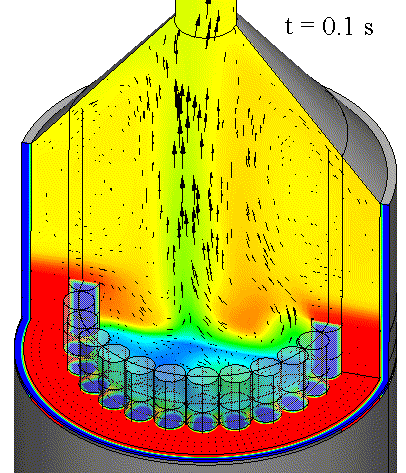 t = 0.1 s